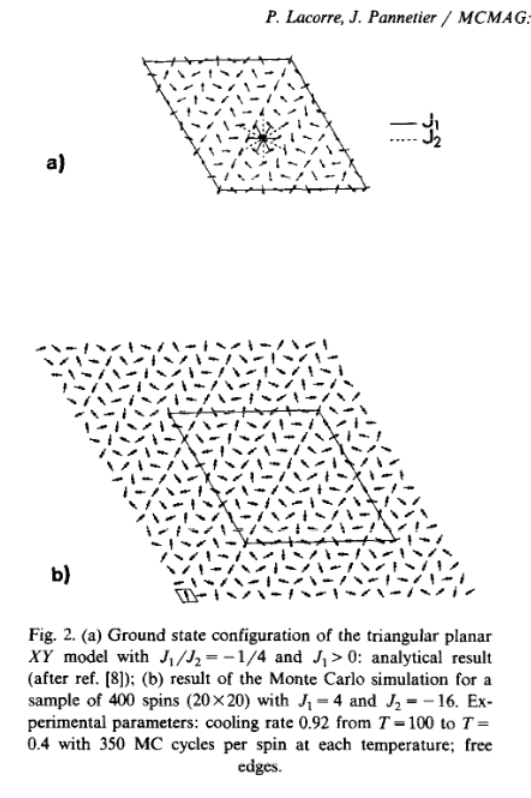 P. Lacorre, J. Pannetier / MCMAG:
J₁
J₂
a)
b)
1
Fig. 2. (a) Ground state configuration of the triangular planar
XY model with J₁/J₂ = −1/4 and J₁ > 0: analytical result
(after ref. [8]); (b) result of the Monte Carlo simulation for a
sample of 400 spins (20×20) with J₁ = 4 and J₂ = −16. Ex-
perimental parameters: cooling rate 0.92 from T = 100 to T =
0.4 with 350 MC cycles per spin at each temperature; free
edges.